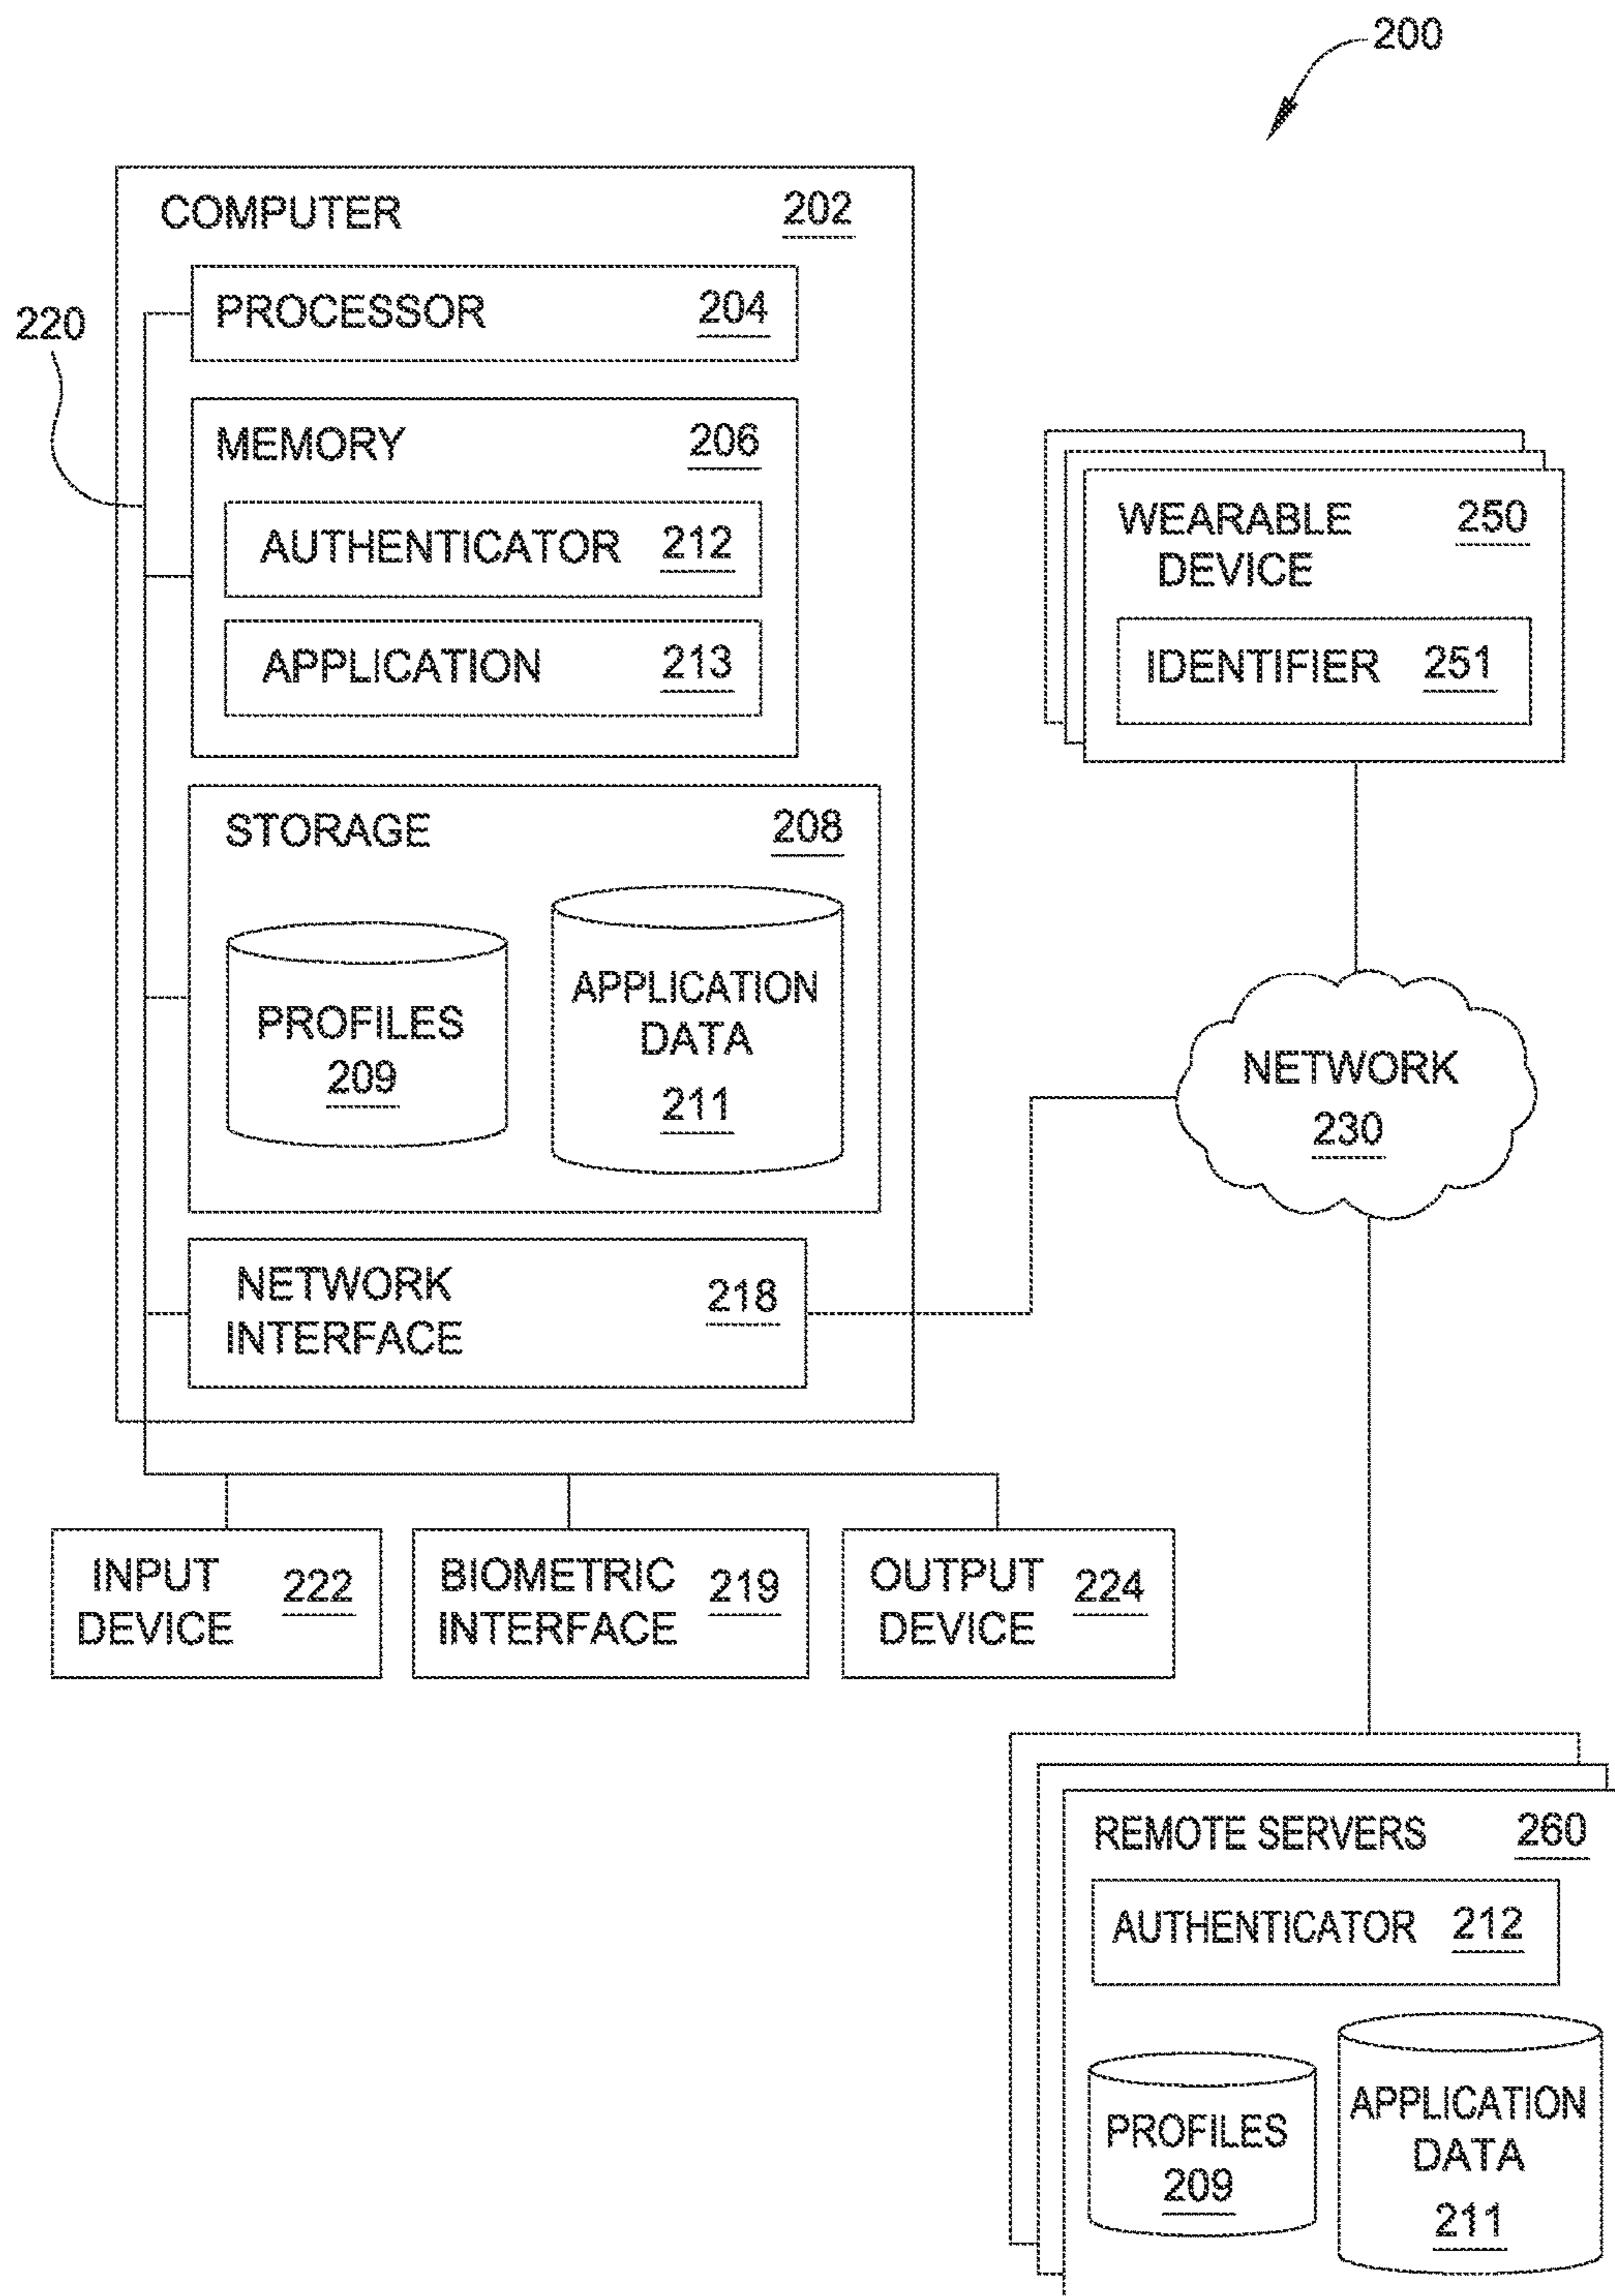 200
COMPUTER 202
220
PROCESSOR 204
MEMORY 206
AUTHENTICATOR 212
APPLICATION 213
STORAGE 208
PROFILES
209
APPLICATION
DATA
211
NETWORK
INTERFACE 218
WEARABLE
DEVICE 250
IDENTIFIER 251
NETWORK
230
INPUT
DEVICE 222
BIOMETRIC
INTERFACE 219
OUTPUT
DEVICE 224
REMOTE SERVERS 260
AUTHENTICATOR 212
PROFILES
209
APPLICATION
DATA
211